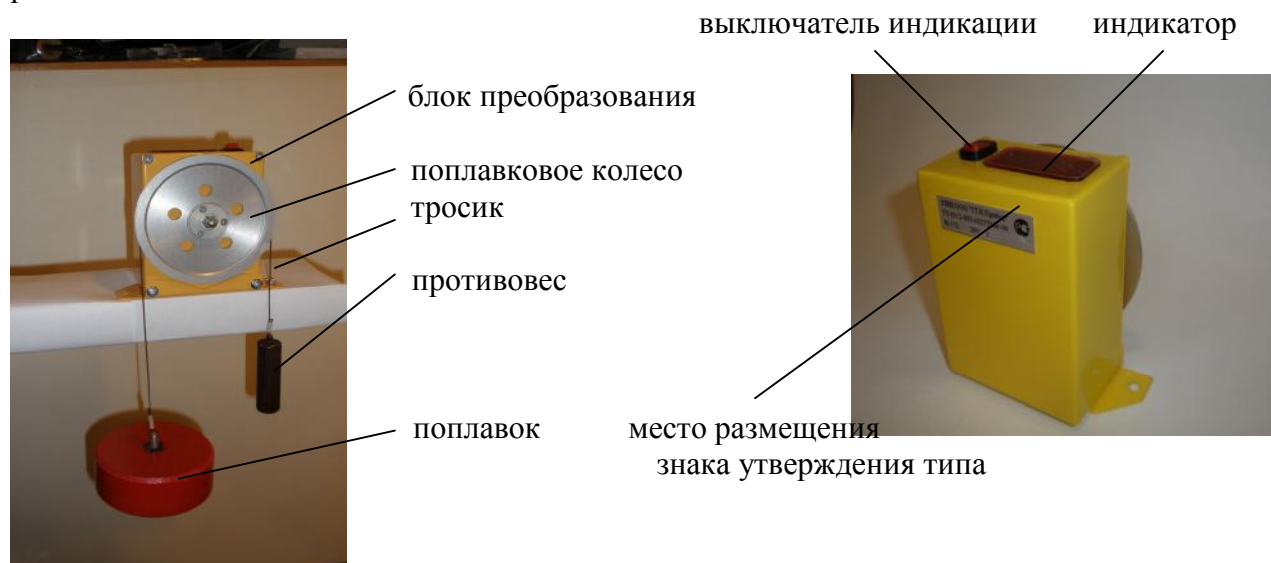 выключатель индикации индикатор
блок преобразования
поплавковое колесо
тросик
противовес
поплавок
место размещения
знака утверждения типа